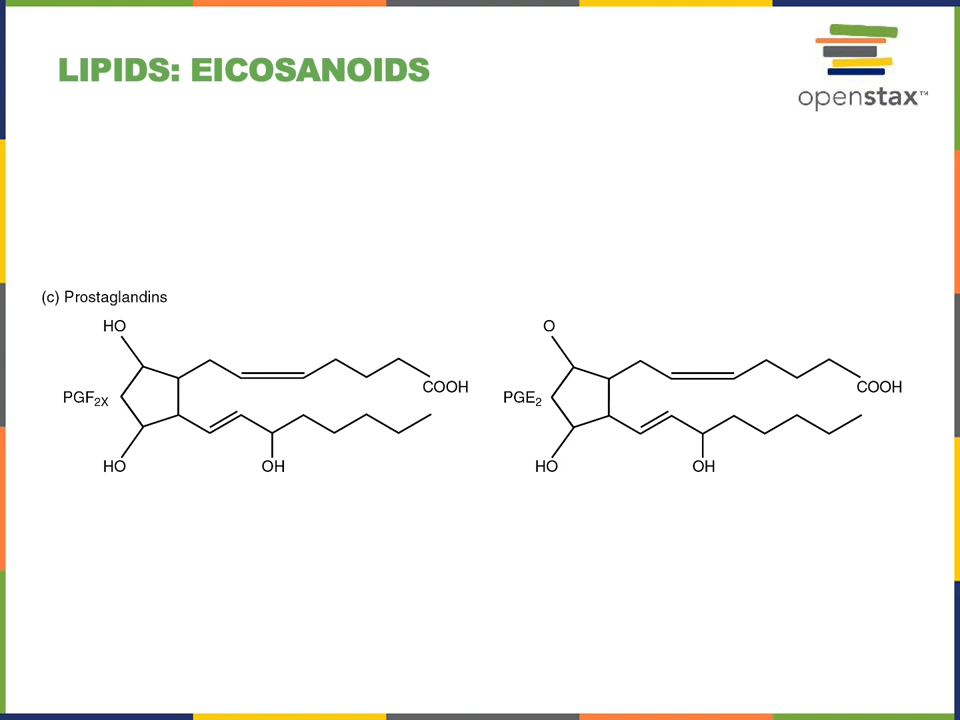 LIPIDS: EICOSANOIDS
openstax™
(c) Prostaglandins
HO
O
COOH
COOH
PGF2X
PGE2
HO
OH
HO
OH